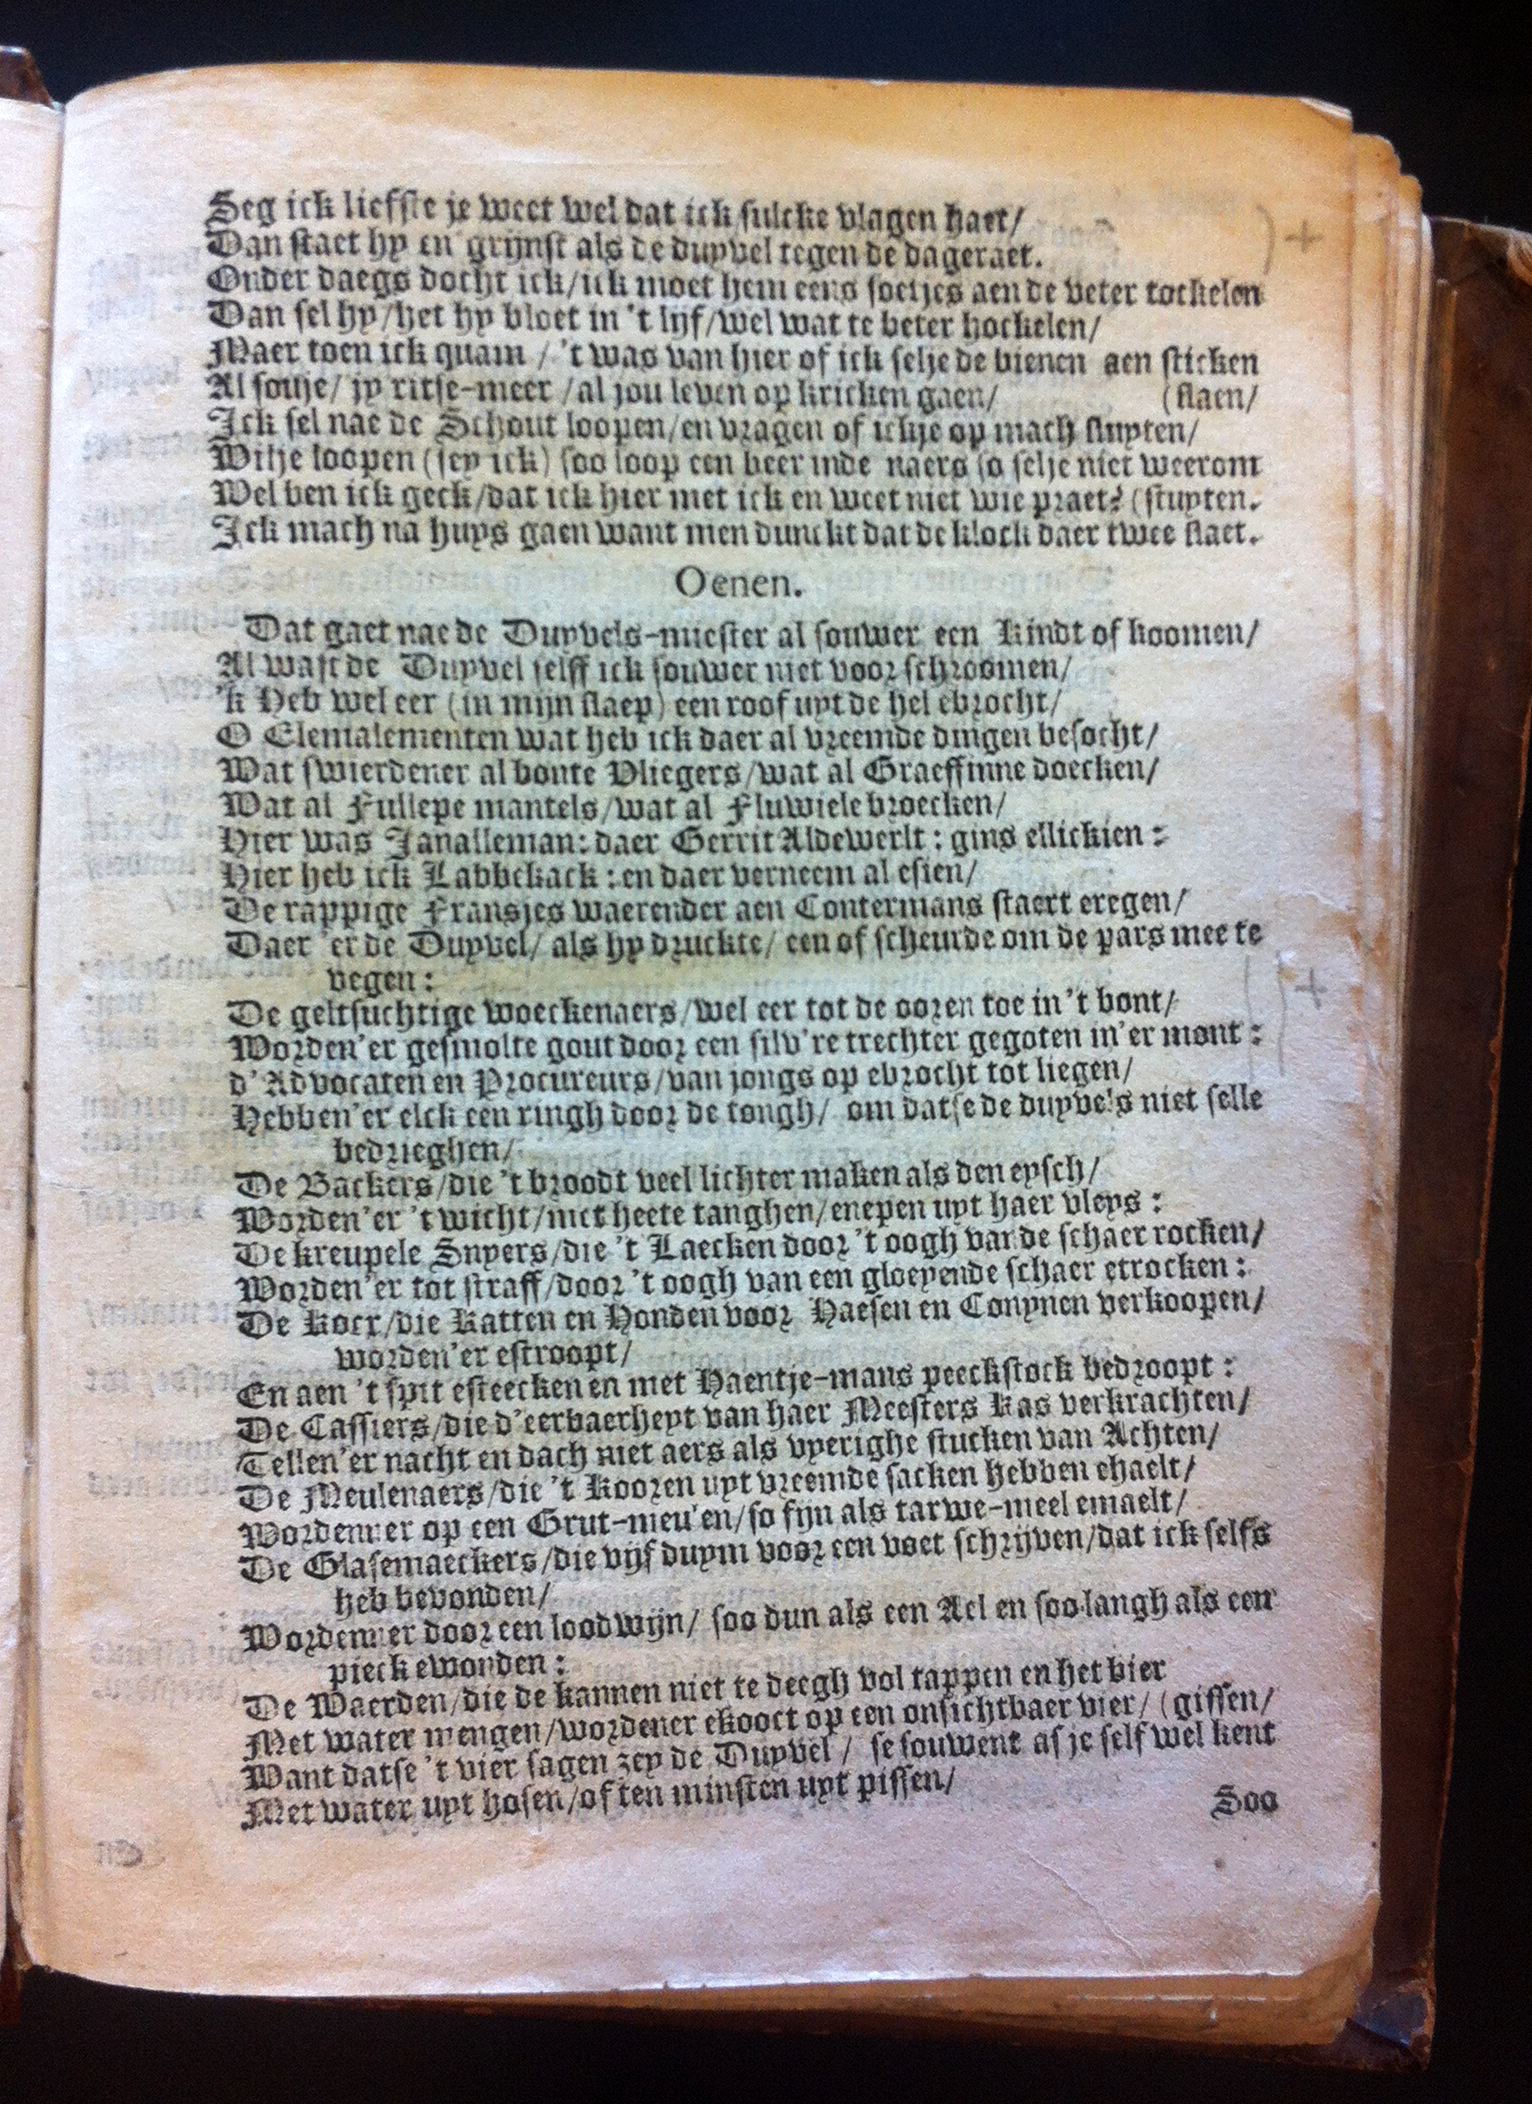 Seg ick liefste je weet wel dat ick sulcke vlagen haet/
Dan staet hy en grijnst als de duyvel tegen de dageraet.
Onder daegs docht ick/ick moet hem eens soetjes aen de veter tockelen
Dan sel hy/het hy bloet in 't lijf/wel wat te beter hockelen/
Maer toen ick quam / 't was van hier of ick selje de bienen aen sticken
Al souje/ jy ritse-meer /al jou leven op kricken gaen/ (slaen/
Ick sel nae de Schout loopen/en vragen of ickje op mach sluyten/
Wilje loopen (sey ick) soo loop een beer inde naers so selje niet weerom
Wel ben ick geck/dat ick hier met ick en weet niet wie praet? (stuyten.
Ick mach na huys gaen want men dunckt dat de klock daer twee slaet.
Oenen.
Dat gaet nae de Duyvels-miester al souwer een Kindt of koomen/
Al wast de Duyvel selff ick souwer niet voor schroomen/
'k Heb wel eer (in mijn slaep) een roof uyt de hel ebrocht/
O Elemalementen wat heb ick daer al vreemde dingen besocht/
Wat swierdener al bonte Vliegers/wat al Graeffinne doecken/
Wat al Fullepe mantels/wat al Fluwiele broecken/
Hier was Janalleman: daer Gerrit Aldewerlt: gins ellickien:
Hier heb ick Labbekack: en daer verneem al esien/
De rappige Fransjes waerender aen Contermans staert eregen/
Daer 'er de Duyvel/ als hy druckte/ een of scheurde om de pars mee te
vegen:
De geltsuchtige woeckenaers/wel eer tot de ooren toe in 't bont/
Worden'er gesmolte gout door een silv're trechter gegoten in'er mont:
d'Advocaten en Procureurs/van jongs op ebrocht tot liegen/
Hebben'er elck een ringh door de tongh/ om datse de duyvels niet selle
bedrieghen/
De Backers/die 't broodt veel lichter maken als den eysch/
Worden'er 't wicht/met heete tanghen/enepen uyt haer vleys:
De kreupele Snyers/die 't Laecken door 't oogh van de schaer rocken/
Worden'er tot straff/door 't oogh van een gloeyende schaer etrocken:
De Kocx/die Katten en Honden voor Haesen en Conynen verkoopen/
worden'er estroopt/
En aen 't spit esteecken en met Haentje-mans peeckstock bedroopt:
De Cassiers/die d'eerbaerheyt van haer Meesters Kas verkrachten/
Tellen'er nacht en dach niet aers als vyerighe stucken van Achten/
De Meulenaers/die 't Kooren uyt vreemde sacken hebben ehaelt/
Wordenner op een Grut-meulen/so fijn als tarwe-meel emaelt/
De Glasemaeckers/die vijf duym voor een voet schrijven/dat ick selfs
heb bevonden/
Wordenner door een loodwijn/ soo dun als een Ael en soo langh als een
pieck ewonden:
De Waerden/die de kannen niet te deegh vol tappen en het bier
Met water mengen/wordener ekooct op een onsichtbaer vier/ (gissen/
Want datse 't vier sagen zey de Duyvel / se souwent as je self wel kent
Met water uyt hosen/of ten minsten uyt pissen/
Soo